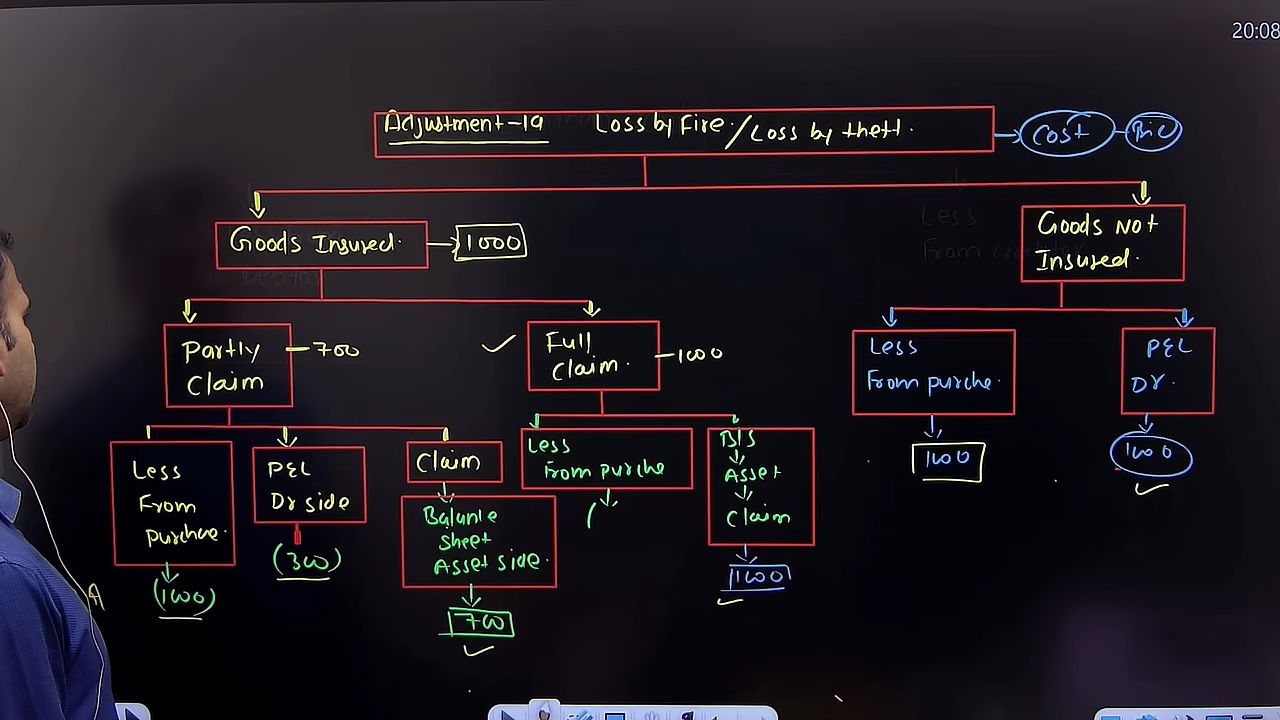 20:08
Adjustment-19 Loss by Fire./Loss by theft.
Cost
Goods Insured.
1000
Goods Not
Insured.
Partly
Claim
700
Full
Claim.
1000
Less
From purche.
P&L
Dr.
1000
1000
Less
From
purchae.
(1000)
P&L
Dr side
(300)
Claim
Balance
Sheet
Asset side.
700
Less
From purche
B/S
Asset
Claim
1000